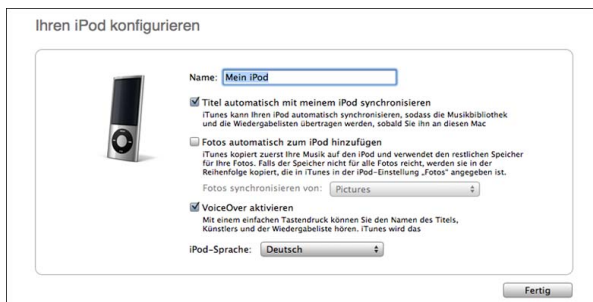 Ihren iPod konfigurieren
Name: Mein iPod
Titel automatisch mit meinem iPod synchronisieren
iTunes kann Ihren iPod automatisch synchronisieren, sodass die Musikbibliothek
und die Wiedergabelisten übertragen werden, sobald Sie ihn an diesen Mac
Fotos automatisch zum iPod hinzufügen
iTunes kopiert zuerst Ihre Musik auf den iPod und verwendet den restlichen Speicher
für Ihre Fotos. Falls der Speicher nicht für alle Fotos reicht, werden sie in der
Reihenfolge kopiert, die in iTunes in der iPod-Einstellung „Fotos“ angegeben ist.
Fotos synchronisieren von: Pictures
VoiceOver aktivieren
Mit einem einfachen Tastendruck können Sie den Namen des Titels,
Künstlers und der Wiedergabeliste hören. iTunes wird das
iPod-Sprache: Deutsch
Fertig